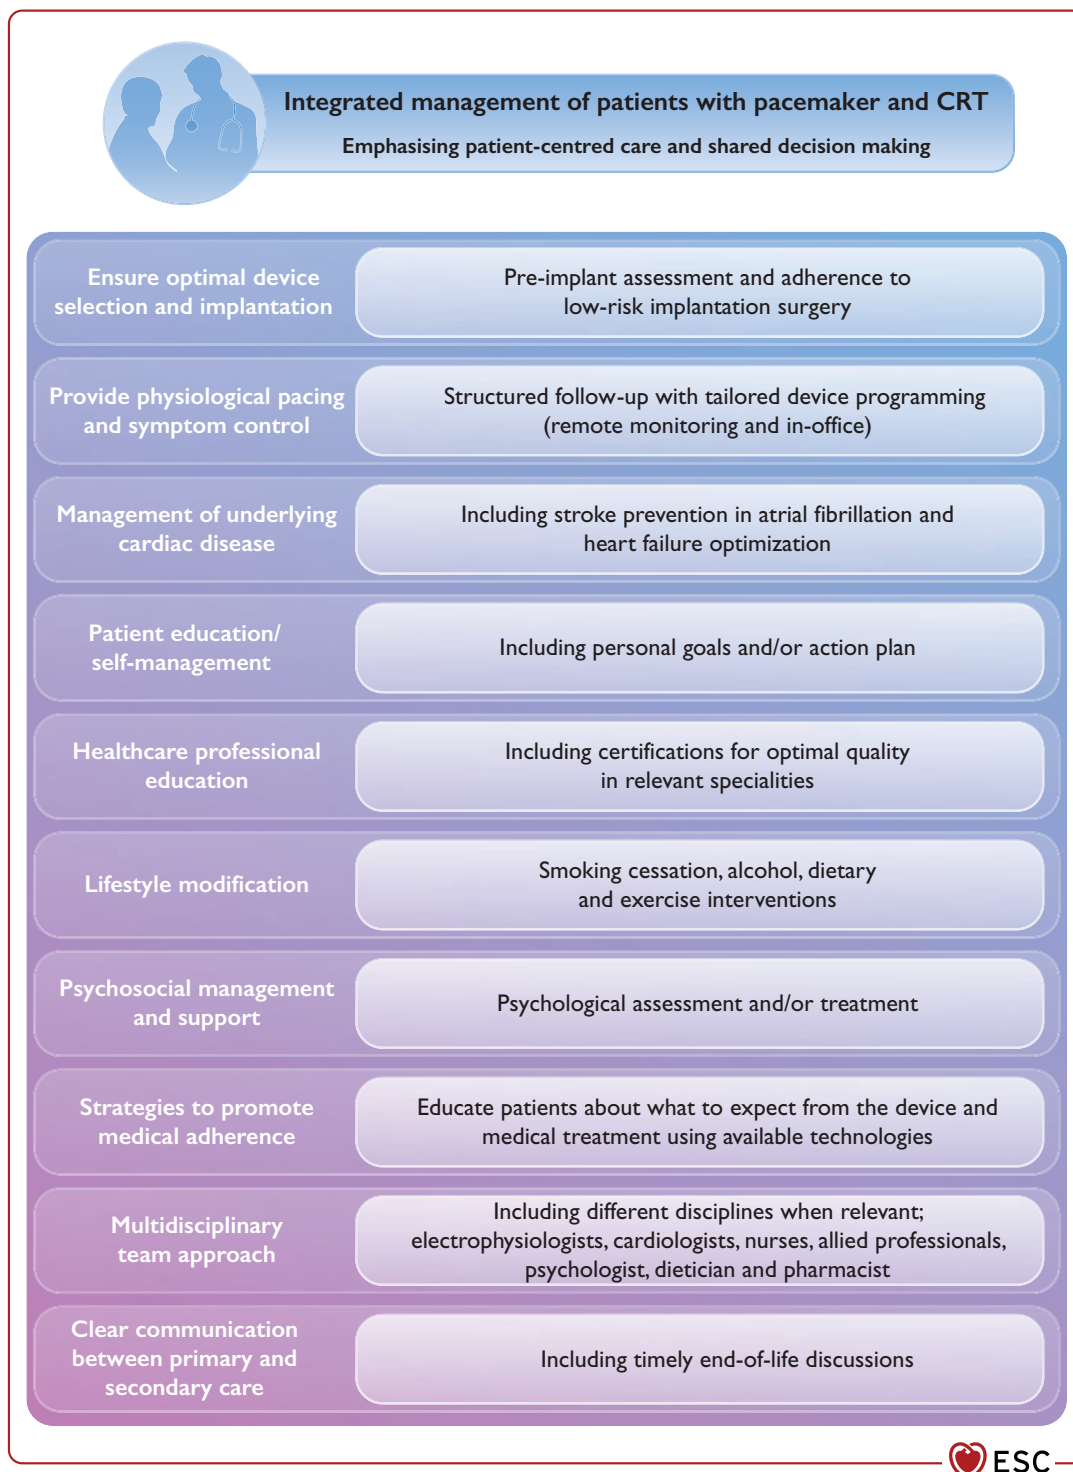 Integrated management of patients with pacemaker and CRT
Emphasising patient-centred care and shared decision making
Ensure optimal device
selection and implantation
Pre-implant assessment and adherence to
low-risk implantation surgery
Provide physiological pacing
and symptom control
Structured follow-up with tailored device programming
(remote monitoring and in-office)
Management of underlying
cardiac disease
Including stroke prevention in atrial fibrillation and
heart failure optimization
Patient education/
self-management
Including personal goals and/or action plan
Healthcare professional
education
Including certifications for optimal quality
in relevant specialities
Lifestyle modification
Smoking cessation, alcohol, dietary
and exercise interventions
Psychosocial management
and support
Psychological assessment and/or treatment
Strategies to promote
medical adherence
Educate patients about what to expect from the device and
medical treatment using available technologies
Multidisciplinary
team approach
Including different disciplines when relevant;
electrophysiologists, cardiologists, nurses, allied professionals,
psychologist, dietician and pharmacist
Clear communication
between primary and
secondary care
Including timely end-of-life discussions
ESC